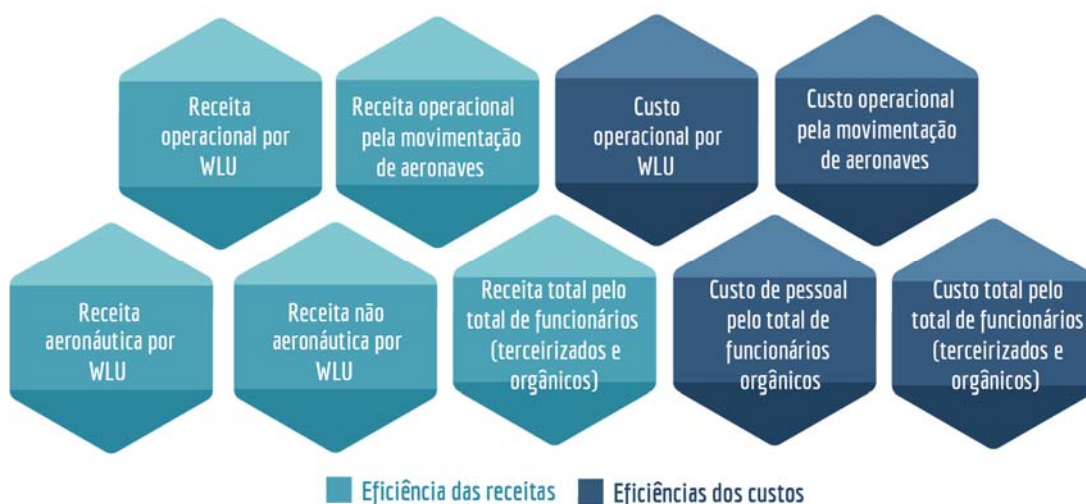 Receita
operacional por
WLU
Receita operacional
pela movimentação
de aeronaves
Custo
operacional por
WLU
Custo operacional
pela movimentação
de aeronaves
Receita
aeronáutica por
WLU
Receita não
aeronáutica por
WLU
Receita total pelo
total de funcionários
(terceirizados e
orgânicos)
Custo de pessoal
pelo total de
funcionários
orgânicos
Custo total pelo
total de funcionários
(terceirizados e
orgânicos)
Eficiência das receitas
Eficiências dos custos